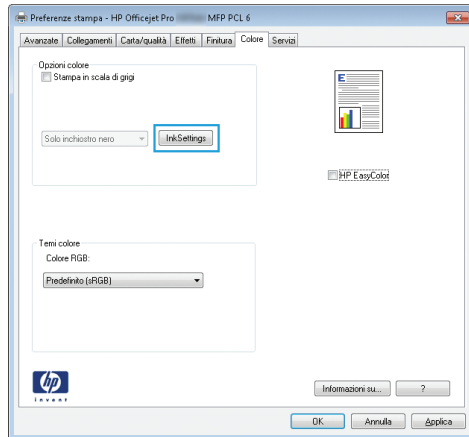 Preferenze stampa - HP Officejet Pro MFP PCL 6
Avanzate Collegamenti Carta/qualità Effetti Finitura Colore Servizi
Opzioni colore
Stampa in scala di grigi
Solo inchiostro nero
InkSettings
E
HP EasyColor
Temi colore
Colore RGB:
Predefinito (sRGB)
hp
invent
Informazioni su...
?
OK Annulla Applica